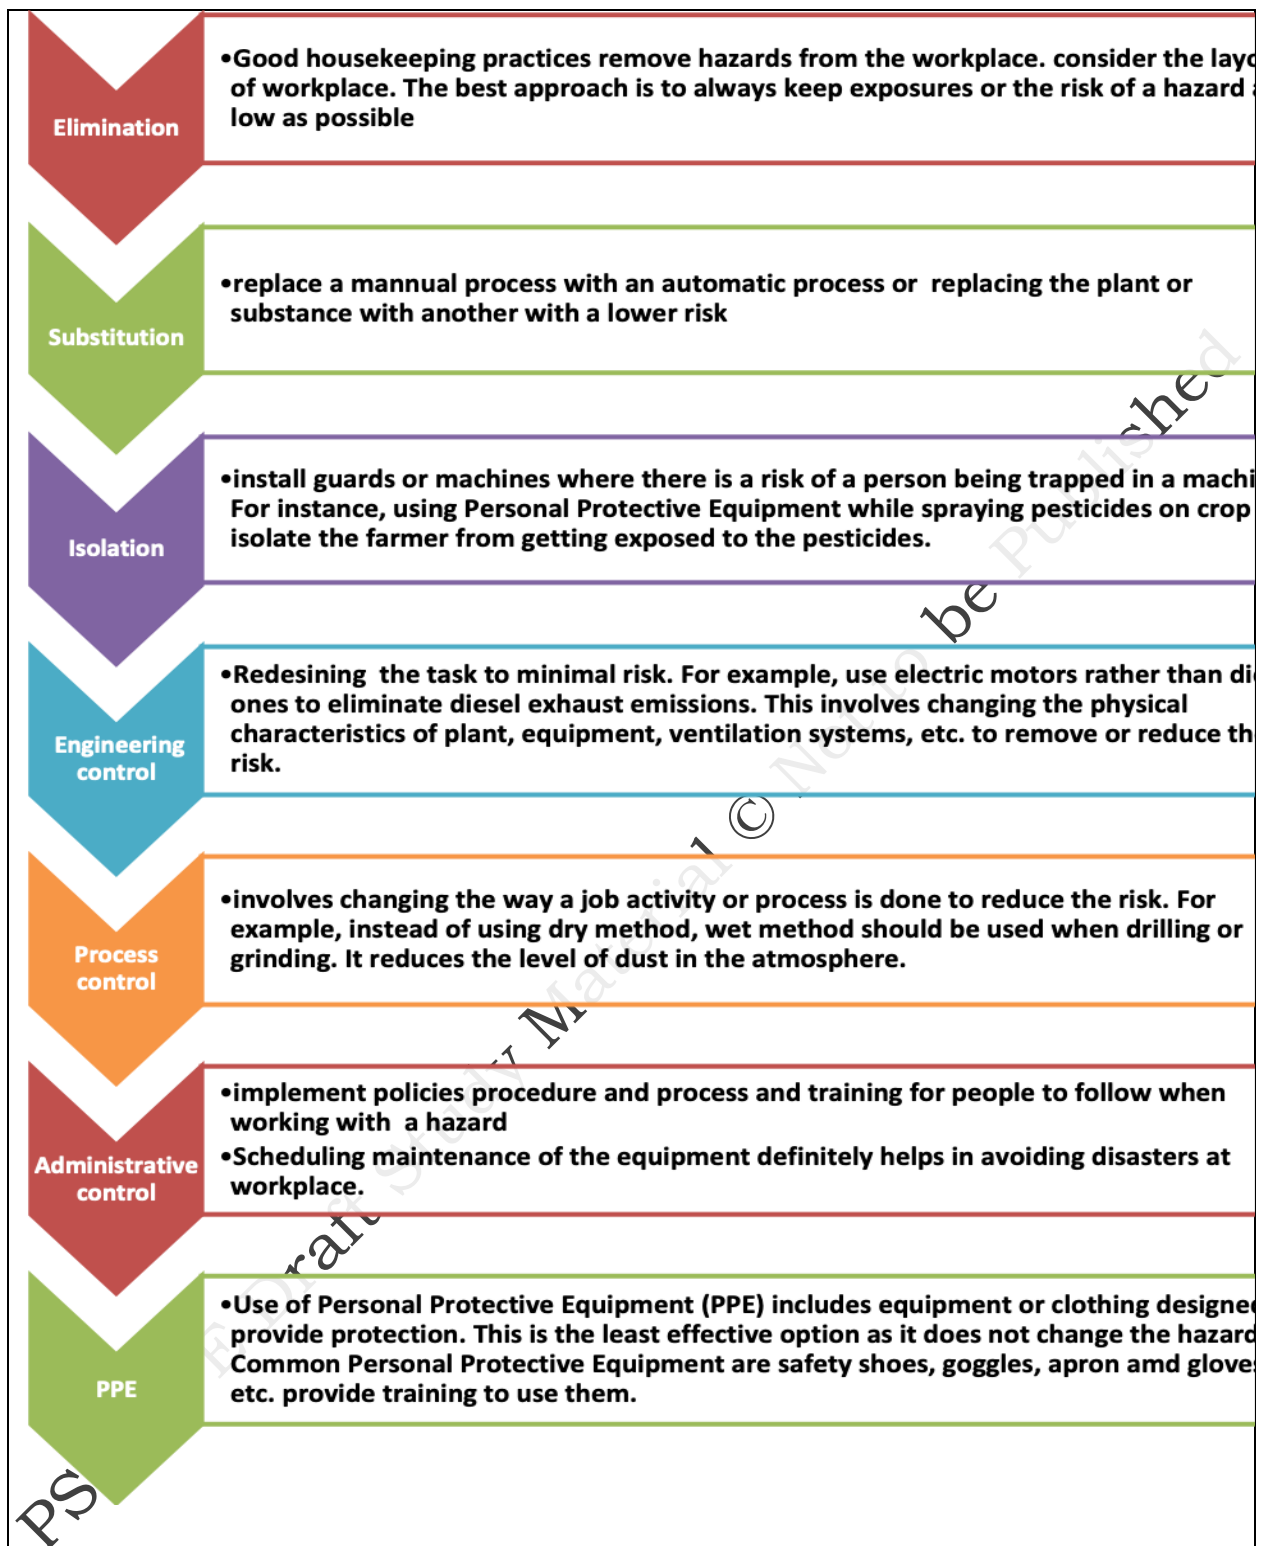 •Good housekeeping practices remove hazards from the workplace. consider the layo
of workplace. The best approach is to always keep exposures or the risk of a hazard a
low as possible
Elimination
•replace a mannual process with an automatic process or  replacing the plant or
substance with another with a lower risk
Substitution
•install guards or machines where there is a risk of a person being trapped in a machi
For instance, using Personal Protective Equipment while spraying pesticides on crop
isolate the farmer from getting exposed to the pesticides.
Isolation
•Redesining  the task to minimal risk. For example, use electric motors rather than di
ones to eliminate diesel exhaust emissions. This involves changing the physical
characteristics of plant, equipment, ventilation systems, etc. to remove or reduce th
risk.
Engineering
control
•involves changing the way a job activity or process is done to reduce the risk. For
example, instead of using dry method, wet method should be used when drilling or
grinding. It reduces the level of dust in the atmosphere.
Process
control
•implement policies procedure and process and training for people to follow when
working with  a hazard
•Scheduling maintenance of the equipment definitely helps in avoiding disasters at
workplace.
Administrative
control
•Use of Personal Protective Equipment (PPE) includes equipment or clothing designed
provide protection. This is the least effective option as it does not change the hazard
Common Personal Protective Equipment are safety shoes, goggles, apron amd gloves
etc. provide training to use them.
PPE
PS E Draft Study Material © Not to be Published